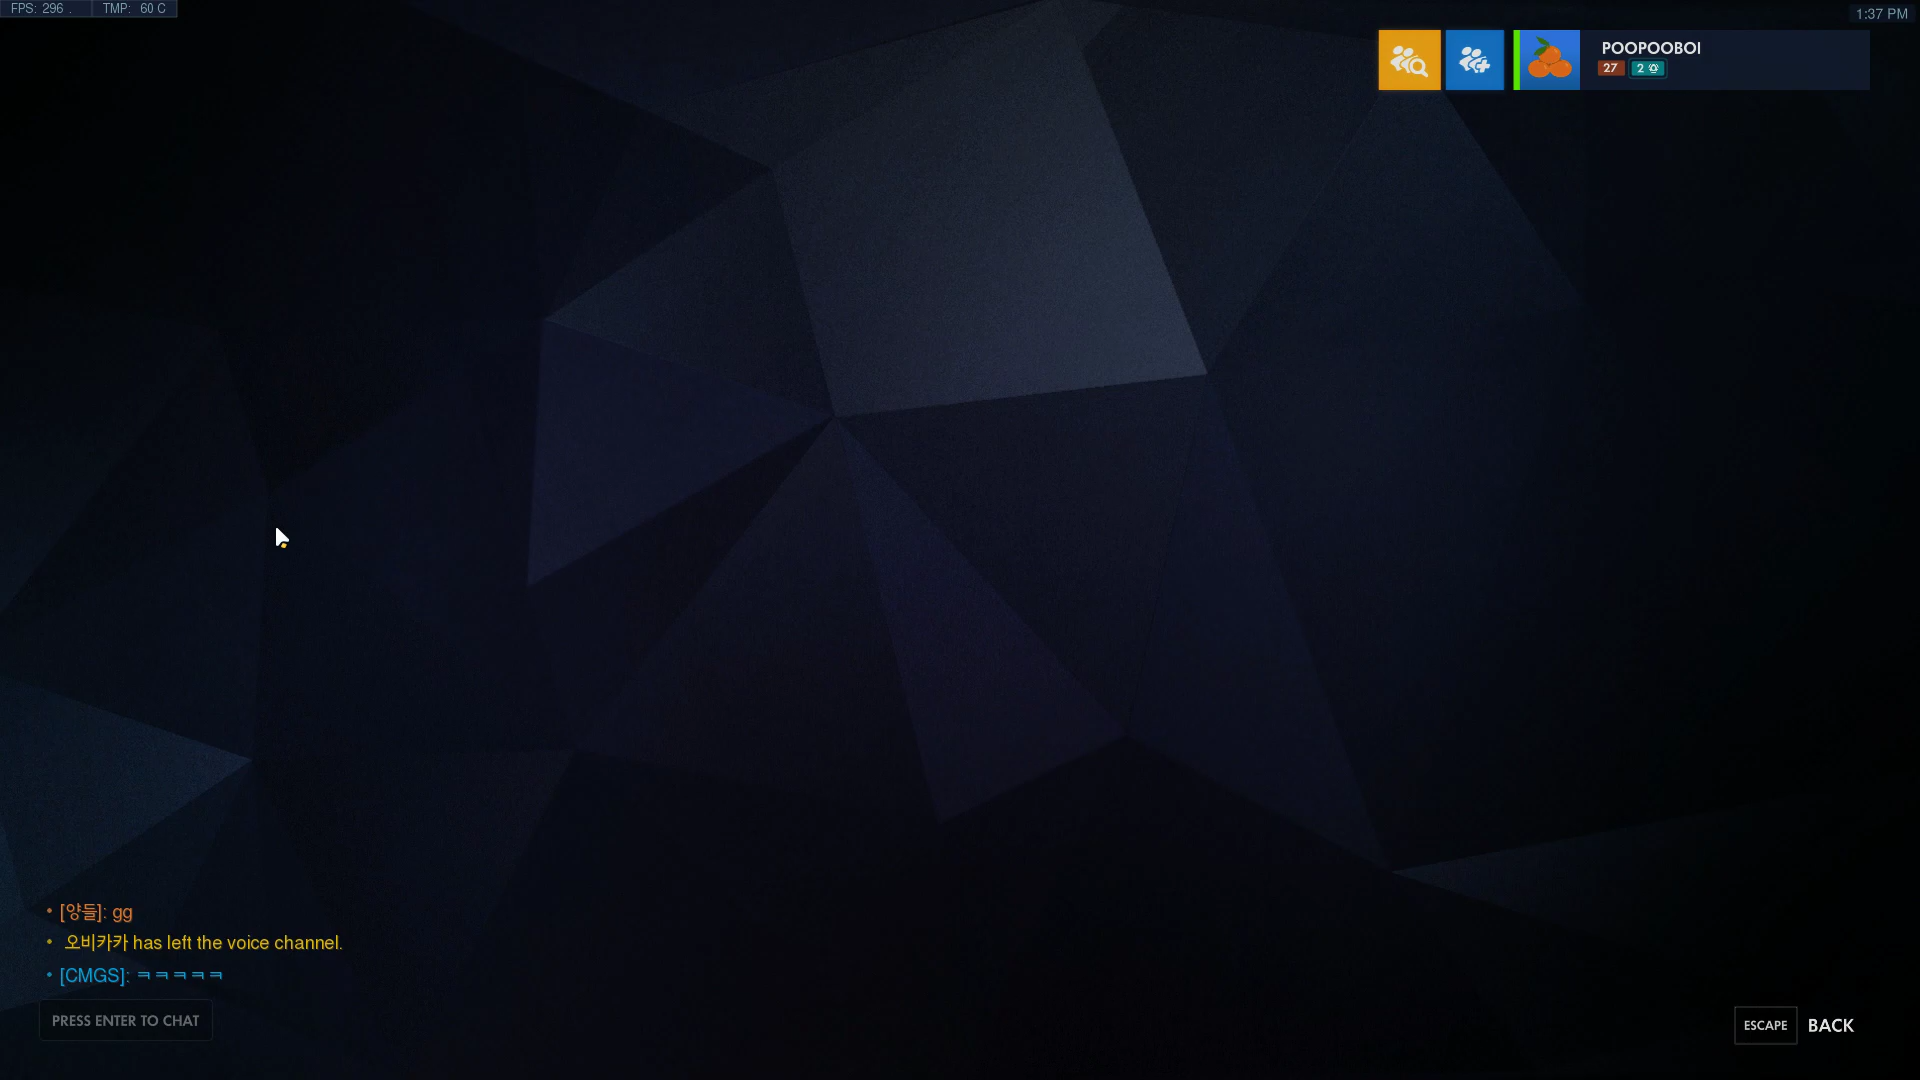 FPS: 296 .
TMP: 60 C
1:37 PM
POOPOOBOI
27
2
[양들]: gg
오비카카 has left the voice channel.
[CMGS]: ㅋㅋㅋㅋㅋ
PRESS ENTER TO CHAT
ESCAPE BACK